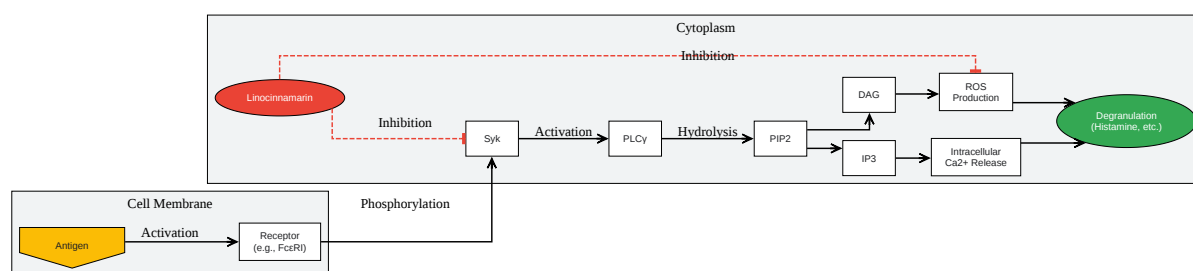 Cytoplasm
Inhibition
Linocinnamarin
DAG
ROS
Production
Inhibition
Syk
Activation
PLCγ
Hydrolysis
PIP2
Degranulation
(Histamine, etc.)
IP3
Intracellular
Ca2+ Release
Cell Membrane
Phosphorylation
Antigen
Activation
Receptor
(e.g., FcεRI)